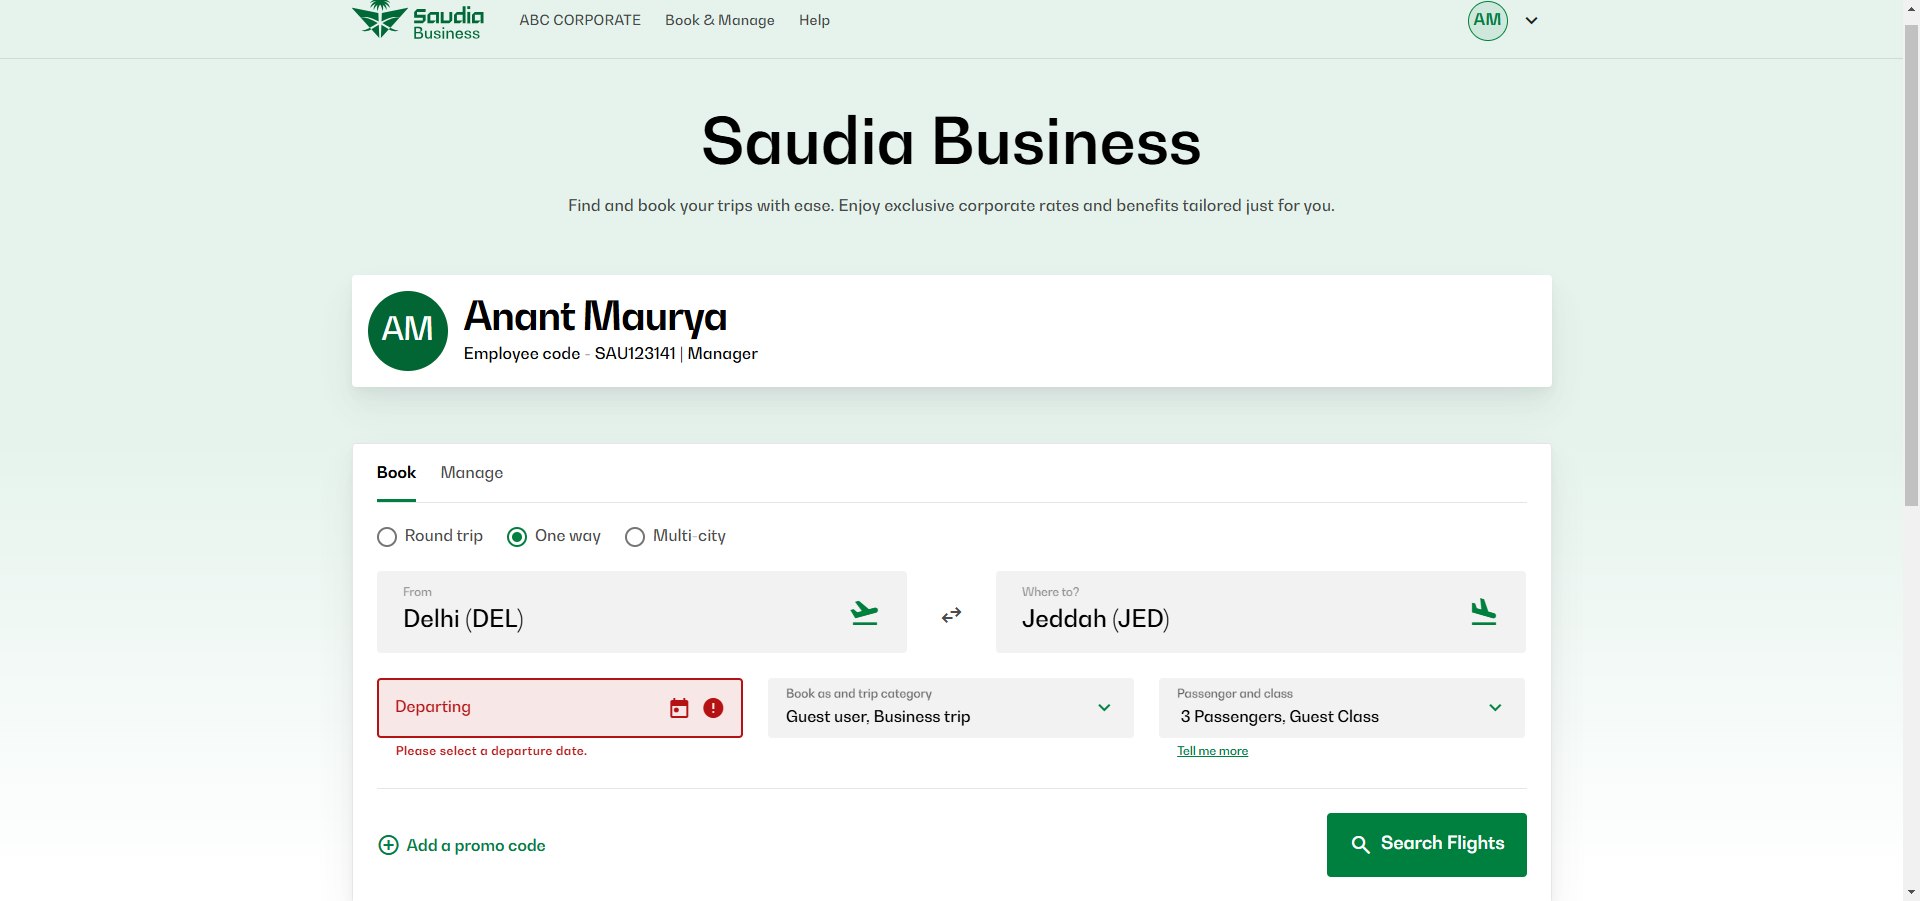 Saudia
Business
ABC CORPORATE
Book & Manage
Help
AM
Saudia Business
Find and book your trips with ease. Enjoy exclusive corporate rates and benefits tailored just for you.
AM
Anant Maurya
Employee code - SAU123141 | Manager
Book
Manage
Round trip
One way
Multi-city
From
Delhi (DEL)
Where to?
Jeddah (JED)
Departing
Please select a departure date.
Book as and trip category
Guest user, Business trip
Passenger and class
3 Passengers, Guest Class
Tell me more
Add a promo code
Search Flights